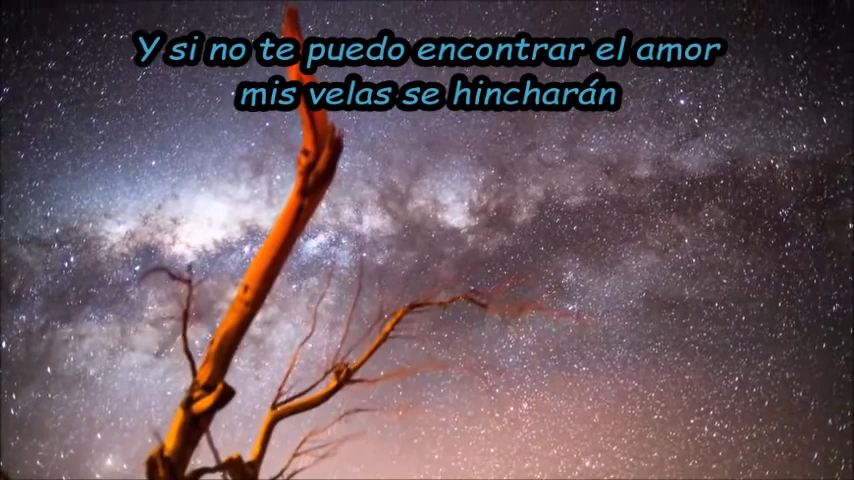 Y si no te puedo encontrar el amor
mis velas se hincharán